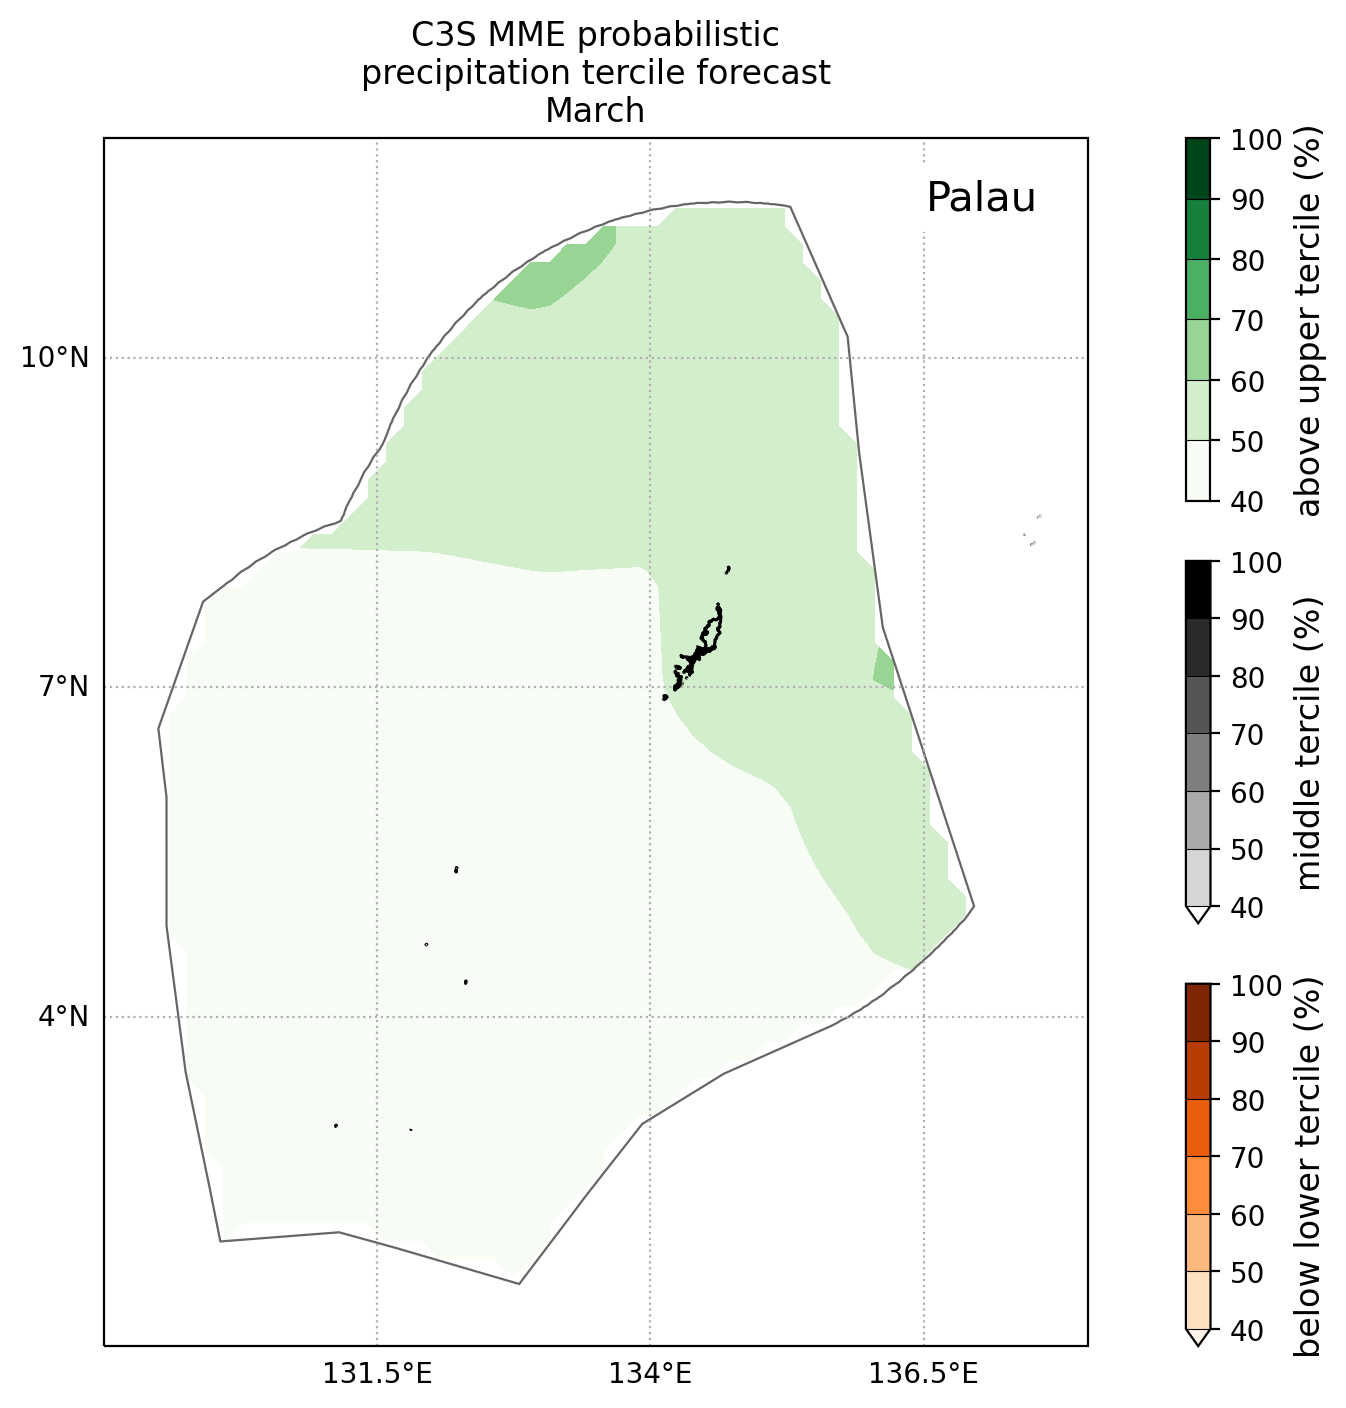 C3S MME probabilistic
precipitation tercile forecast
March
Palau
10°N
7°N
4°N
131.5°E
134°E
136.5°E
100
90
80
70
60
50
40
above upper tercile (%)
100
90
80
70
60
50
40
middle tercile (%)
100
90
80
70
60
50
40
below lower tercile (%)